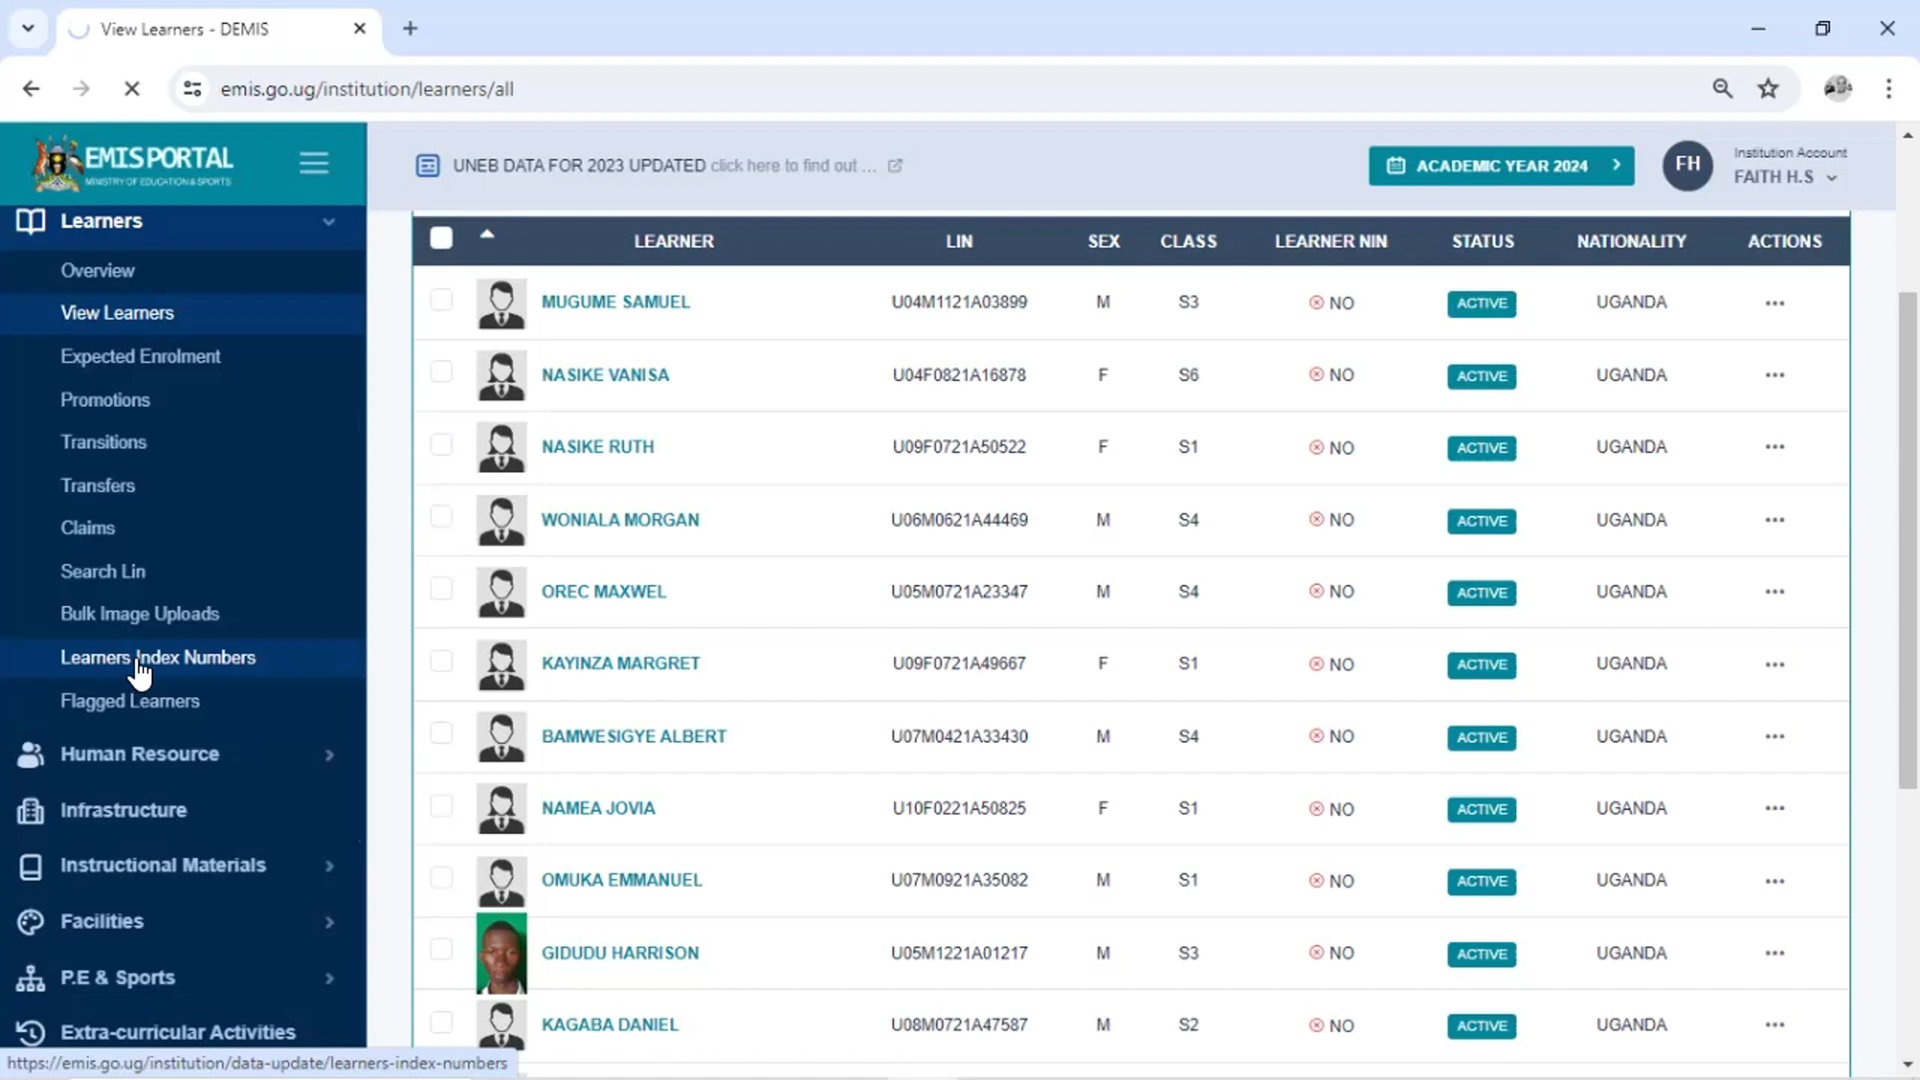 View Learners - DEMIS
emis.go.ug/institution/learners/all
EMIS PORTAL
MINISTRY OF EDUCATION & SPORTS
UNEB DATA FOR 2023 UPDATED click here to find out ...
ACADEMIC YEAR 2024
FH
Institution Account
FAITH H.S
Learners
Overview
View Learners
Expected Enrolment
Promotions
Transitions
Transfers
Claims
Search Lin
Bulk Image Uploads
Learners Index Numbers
Flagged Learners
Human Resource
Infrastructure
Instructional Materials
Facilities
P.E & Sports
Extra-curricular Activities
LEARNER LIN SEX CLASS LEARNER NIN STATUS NATIONALITY ACTIONS
MUGUME SAMUEL U04M1121A03899 M S3 NO ACTIVE UGANDA
NASIKE VANISA U04F0821A16878 F S6 NO ACTIVE UGANDA
NASIKE RUTH U09F0721A50522 F S1 NO ACTIVE UGANDA
WONIALA MORGAN U06M0621A44469 M S4 NO ACTIVE UGANDA
OREC MAXWEL U05M0721A23347 M S4 NO ACTIVE UGANDA
KAYINZA MARGRET U09F0721A49667 F S1 NO ACTIVE UGANDA
BAMWESIGYE ALBERT U07M0421A33430 M S4 NO ACTIVE UGANDA
NAMEA JOVIA U10F0221A50825 F S1 NO ACTIVE UGANDA
OMUKA EMMANUEL U07M0921A35082 M S1 NO ACTIVE UGANDA
GIDUDU HARRISON U05M1221A01217 M S3 NO ACTIVE UGANDA
KAGABA DANIEL U08M0721A47587 M S2 NO ACTIVE UGANDA
https://emis.go.ug/institution/data-update/learners-index-numbers